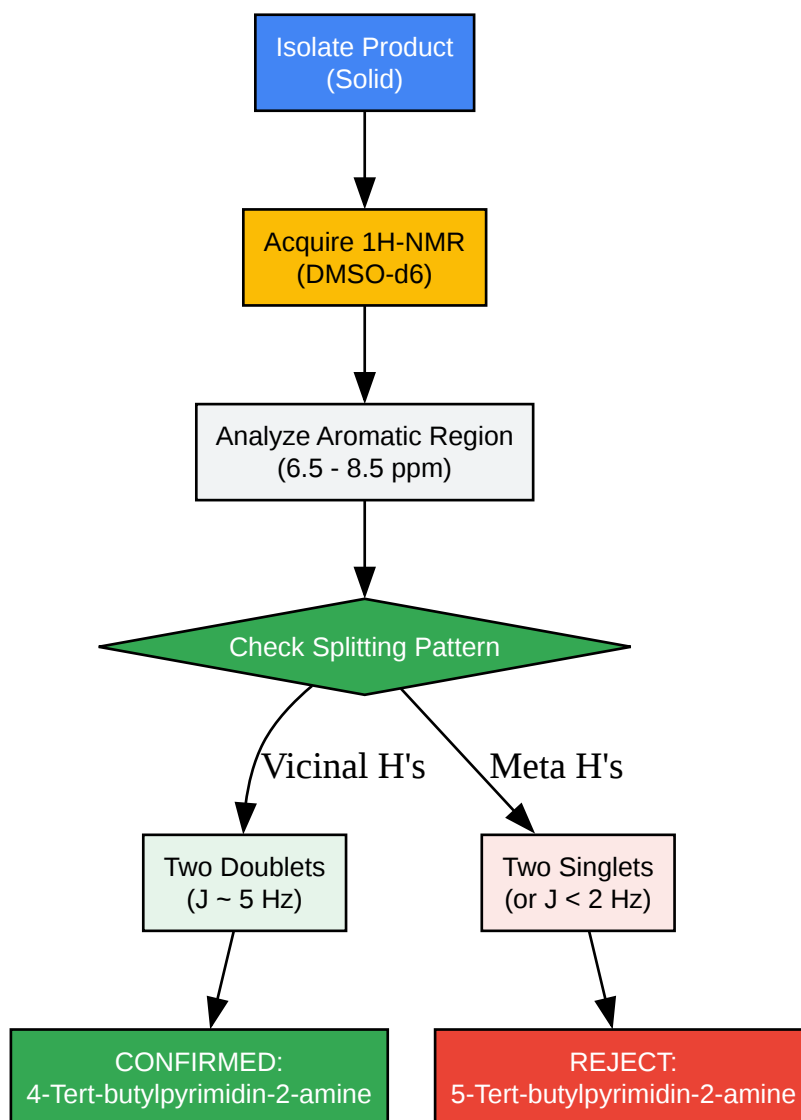 Isolate Product
(Solid)
Acquire 1H-NMR
(DMSO-d6)
Analyze Aromatic Region
(6.5 - 8.5 ppm)
Check Splitting Pattern
Vicinal H's
Meta H's
Two Doublets
(J ~ 5 Hz)
Two Singlets
(or J < 2 Hz)
CONFIRMED:
4-Tert-butylpyrimidin-2-amine
REJECT:
5-Tert-butylpyrimidin-2-amine